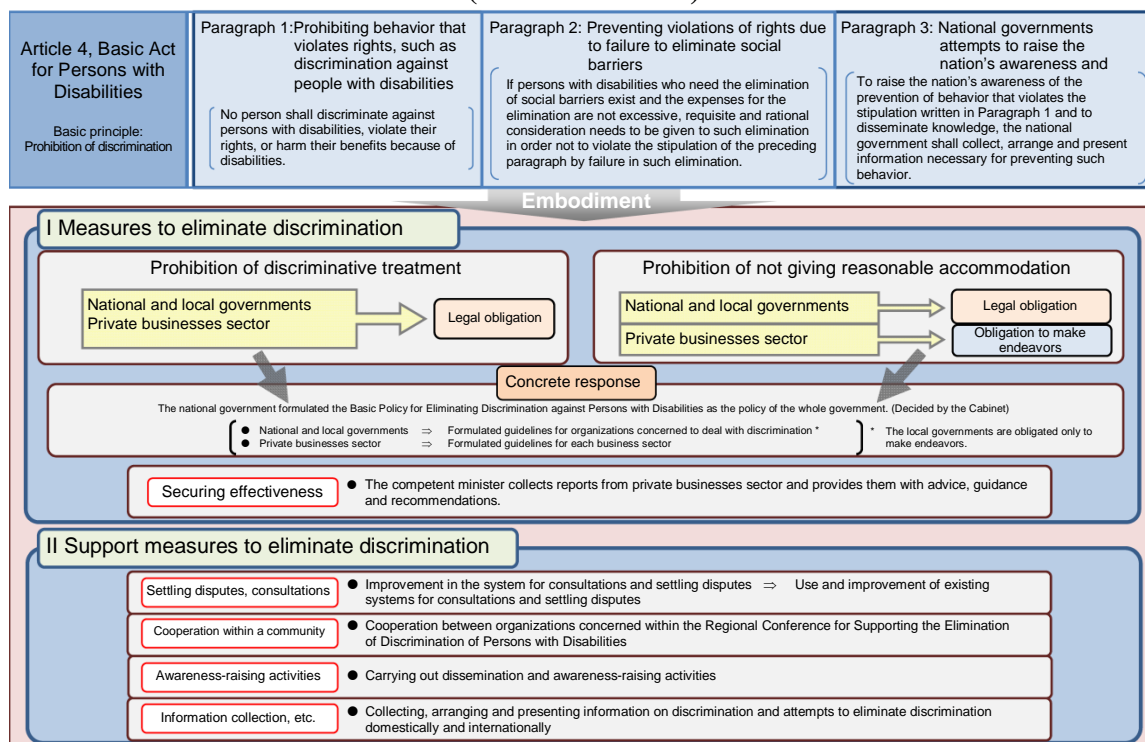 Article 4, Basic Act
for Persons with
Disabilities
Basic principle:
Prohibition of discrimination
Paragraph 1:Prohibiting behavior that
violates rights, such as
discrimination against
people with disabilities
No person shall discriminate against
persons with disabilities, violate their
rights, or harm their benefits because of
disabilities.
Paragraph 2: Preventing violations of rights due
to failure to eliminate social
barriers
If persons with disabilities who need the elimination
of social barriers exist and the expenses for the
elimination are not excessive, requisite and rational
consideration needs to be given to such elimination
in order not to violate the stipulation of the preceding
paragraph by failure in such elimination.
Paragraph 3: National governments
attempts to raise the
nation's awareness and
To raise the nation's awareness of the
prevention of behavior that violates the
stipulation written in Paragraph 1 and to
disseminate knowledge, the national
government shall collect, arrange and present
information necessary for preventing such
behavior.
Embodiment
I Measures to eliminate discrimination
Prohibition of discriminative treatment
National and local governments
Private businesses sector
Legal obligation
Prohibition of not giving reasonable accommodation
National and local governments
Legal obligation
Private businesses sector
Obligation to make
endeavors
Concrete response
The national government formulated the Basic Policy for Eliminating Discrimination against Persons with Disabilities as the policy of the whole government. (Decided by the Cabinet)
● National and local governments ⇒ Formulated guidelines for organizations concerned to deal with discrimination *
● Private businesses sector ⇒ Formulated guidelines for each business sector
* The local governments are obligated only to
make endeavors.
Securing effectiveness
● The competent minister collects reports from private businesses sector and provides them with advice, guidance
and recommendations.
II Support measures to eliminate discrimination
Settling disputes, consultations
● Improvement in the system for consultations and settling disputes ⇒ Use and improvement of existing
systems for consultations and settling disputes
Cooperation within a community
● Cooperation between organizations concerned within the Regional Conference for Supporting the Elimination
of Discrimination of Persons with Disabilities
Awareness-raising activities
● Carrying out dissemination and awareness-raising activities
Information collection, etc.
● Collecting, arranging and presenting information on discrimination and attempts to eliminate discrimination
domestically and internationally